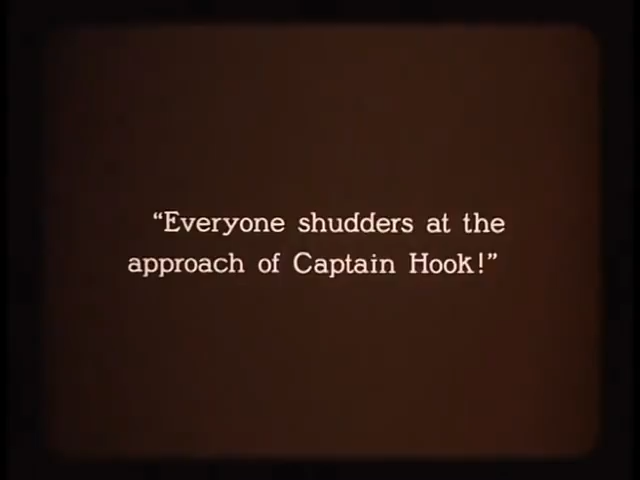 “Everyone shudders at the
approach of Captain Hook!”